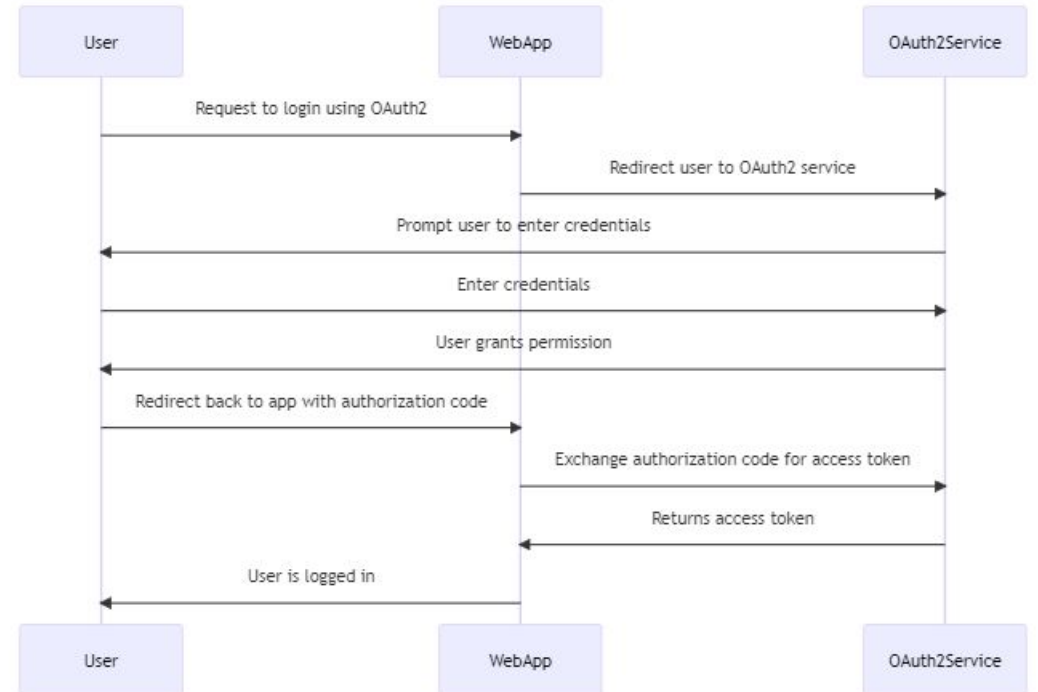 User
WebApp
OAuth2Service
Request to login using OAuth2
Redirect user to OAuth2 service
Prompt user to enter credentials
Enter credentials
User grants permission
Redirect back to app with authorization code
Exchange authorization code for access token
Returns access token
User is logged in
User
WebApp
OAuth2Service